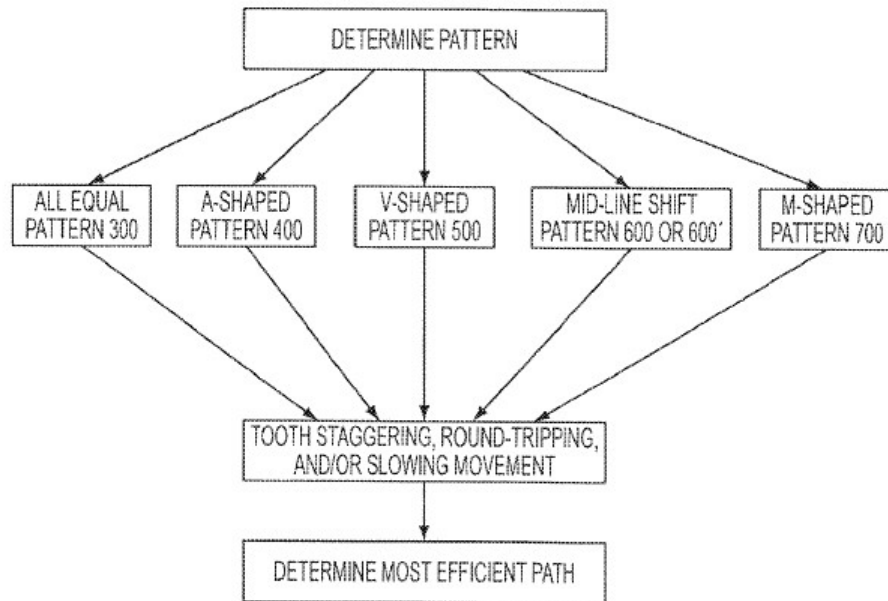 DETERMINE PATTERN
ALL EQUAL
PATTERN 300
A-SHAPED
PATTERN 400
V-SHAPED
PATTERN 500
MID-LINE SHIFT
PATTERN 600 OR 600´
M-SHAPED
PATTERN 700
TOOTH STAGGERING, ROUND-TRIPPING,
AND/OR SLOWING MOVEMENT
DETERMINE MOST EFFICIENT PATH